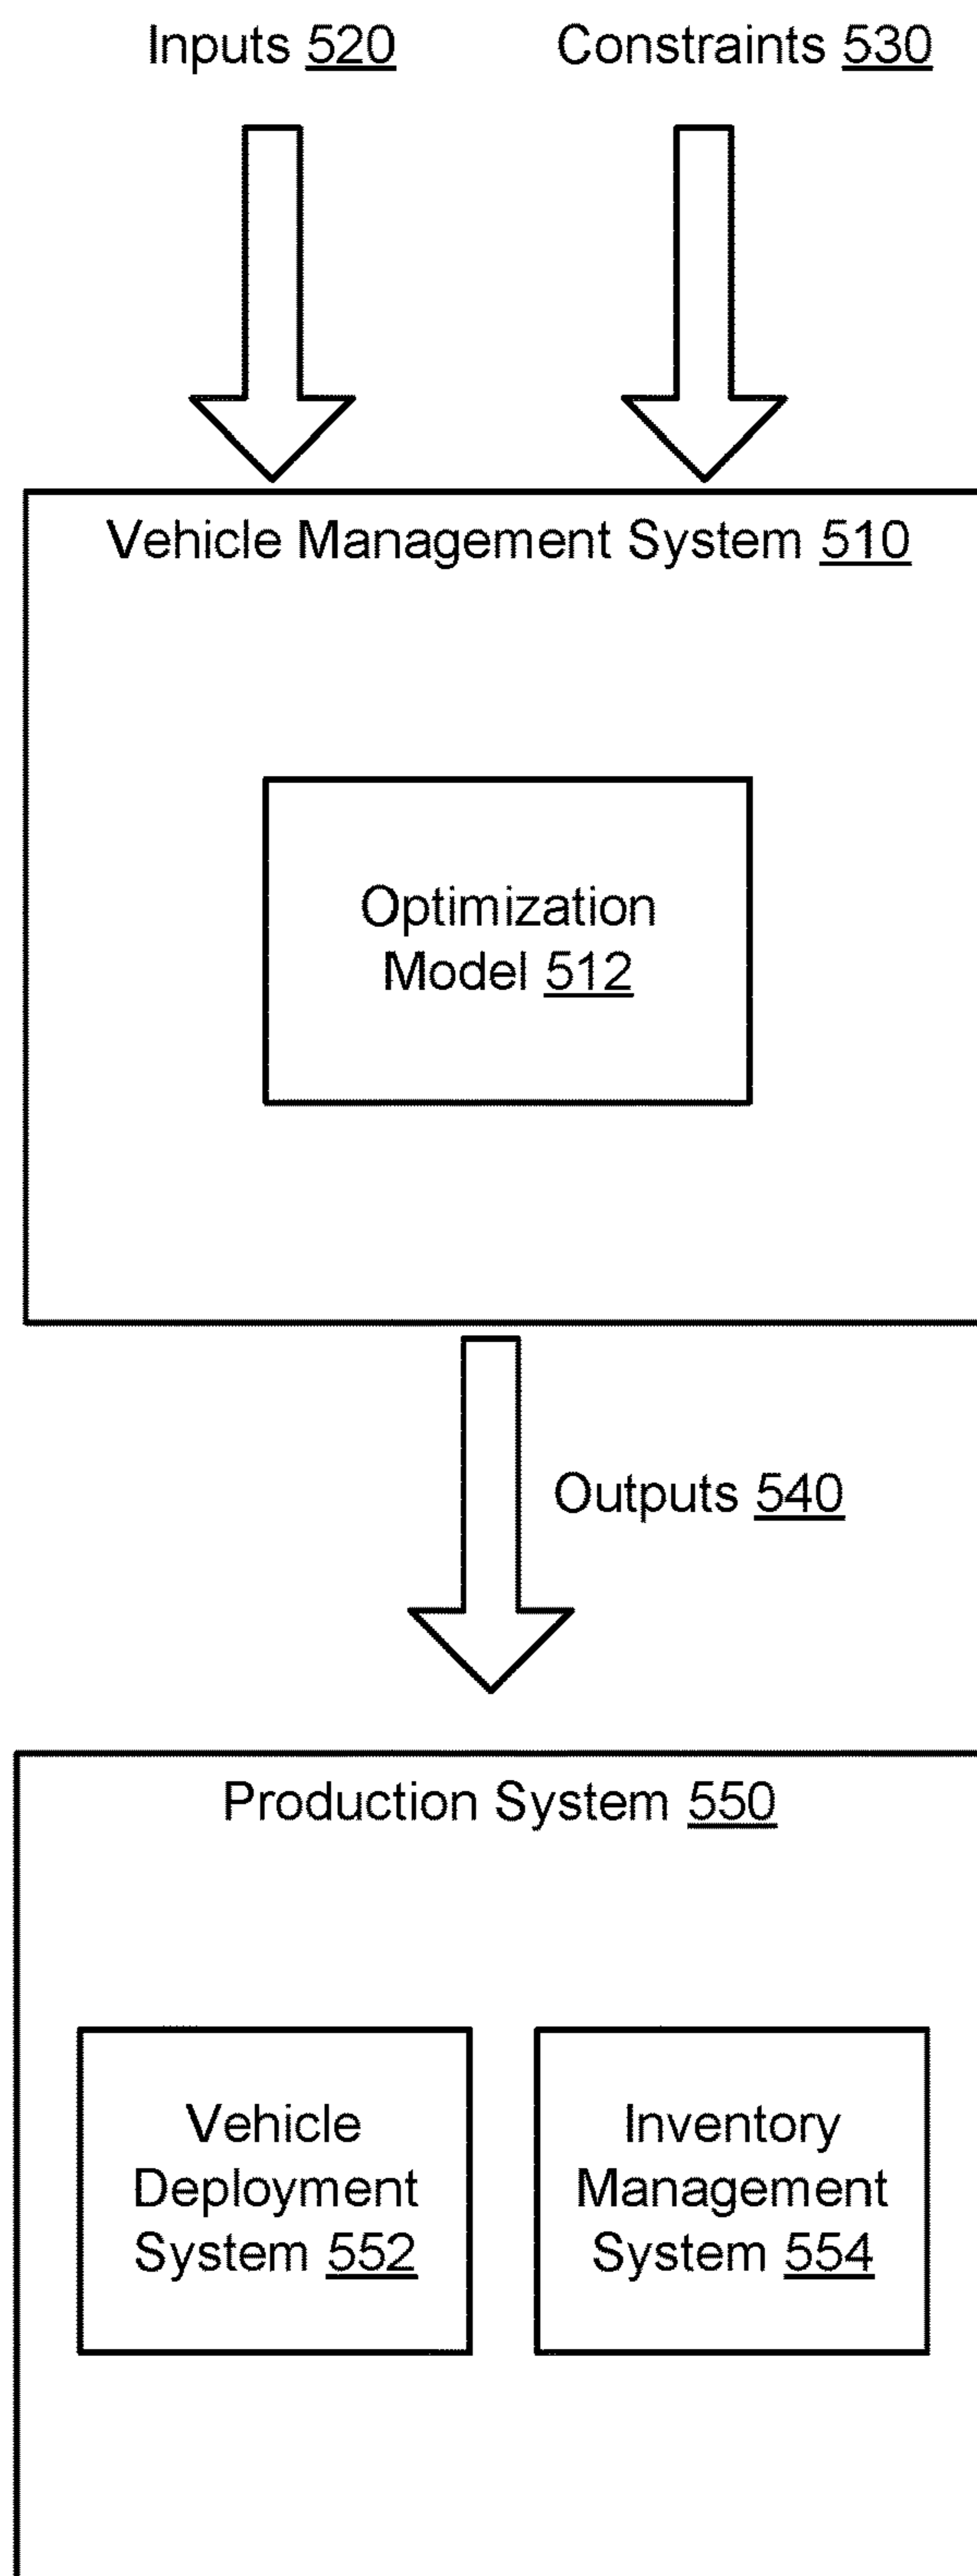 Inputs 520
Constraints 530
Vehicle Management System 510
Optimization
Model 512
Outputs 540
Production System 550
Vehicle
Deployment
System 552
Inventory
Management
System 554